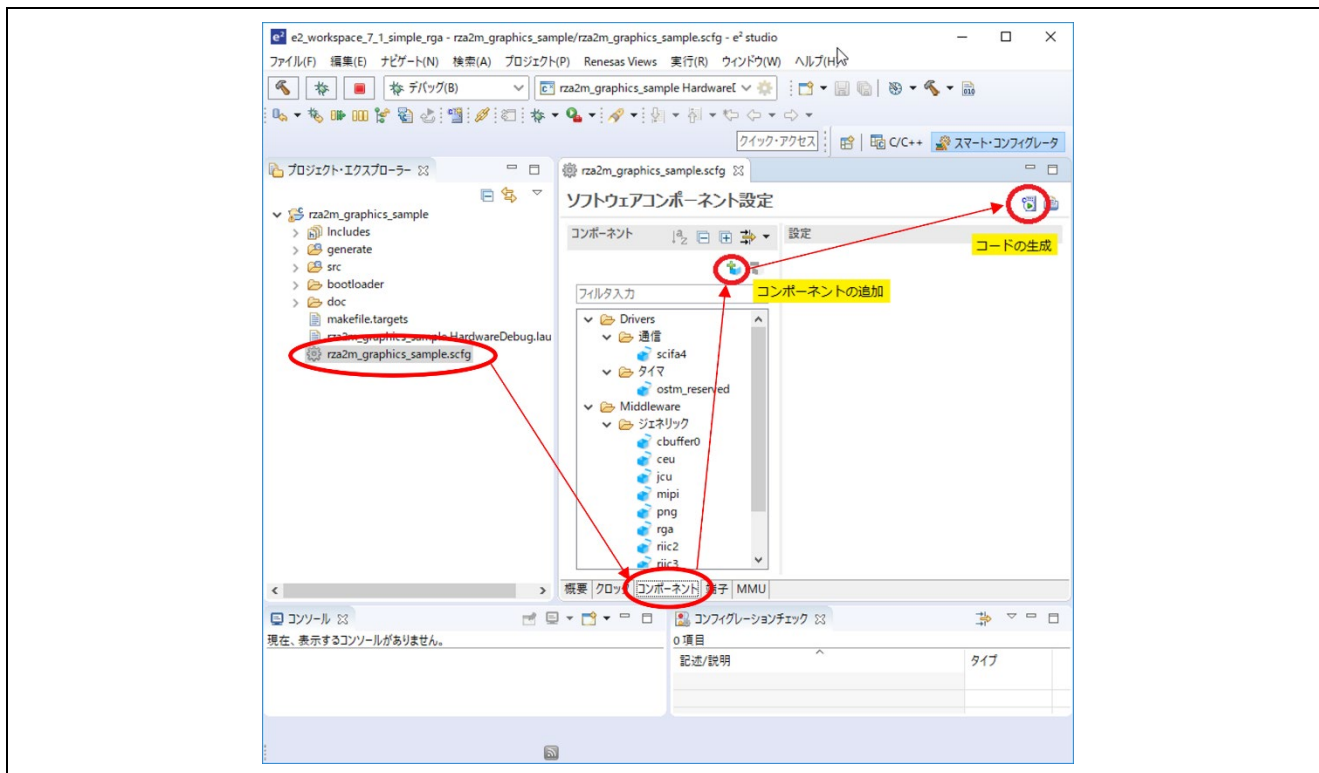 e2_workspace_7_1_simple_rga - rza2m_graphics_sample/rza2m_graphics_sample.scfg - e² studio
ファイル(F) 編集(E) ナビゲート(N) 検索(A) プロジェクト(P) Renesas Views 実行(R) ウィンドウ(W) ヘルプ(H)
デバッグ(B) rza2m_graphics_sample Hardware
クイック・アクセス C/C++ スマート・コンフィグレータ
プロジェクト・エクスプローラー
rza2m_graphics_sample
Includes
generate
src
bootloader
doc
makefile.targets
rza2m_graphics_sample HardwareDebug.lau
rza2m_graphics_sample.scfg
rza2m_graphics_sample.scfg
ソフトウェアコンポーネント設定
コンポーネント 設定
コードの生成
コンポーネントの追加
フィルタ入力
Drivers
通信
scifa4
タイマ
ostm_reserved
Middleware
ジェネリック
cbuffer0
ceu
jcu
mipi
png
rga
riic2
riic3
概要 クロック コンポーネント 端子 MMU
コンソール
現在、表示するコンソールがありません。
コンフィグレーションチェック
0 項目
記述/説明 タイプ